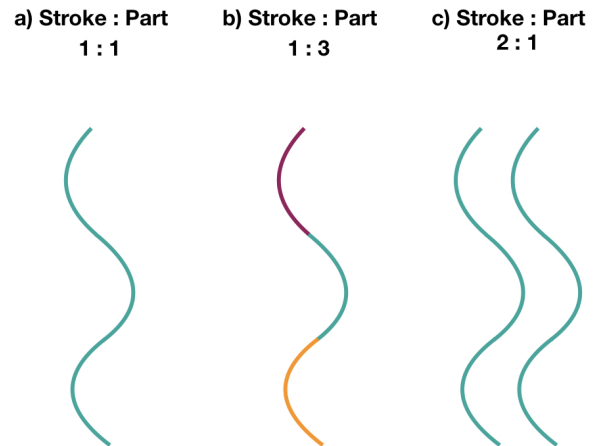 a) Stroke : Part
1 : 1
b) Stroke : Part
1 : 3
c) Stroke : Part
2 : 1